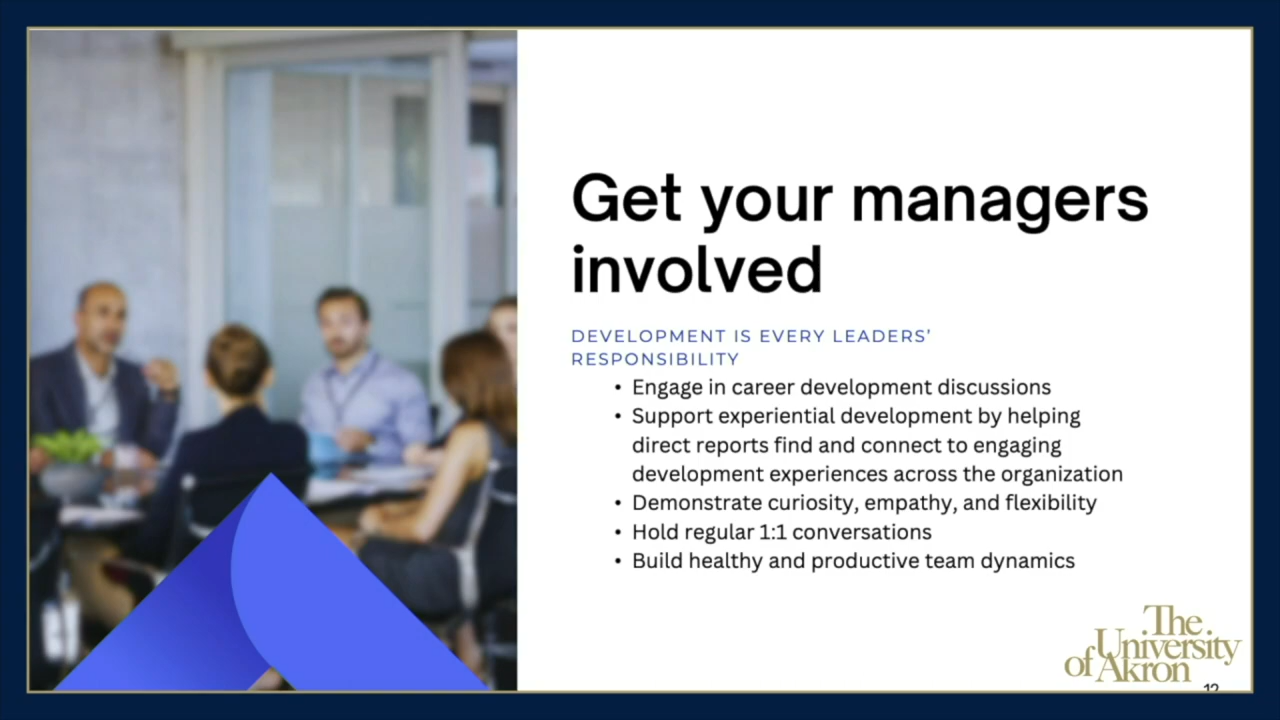 Get your managers
involved
DEVELOPMENT IS EVERY LEADERS'
RESPONSIBILITY
• Engage in career development discussions
• Support experiential development by helping
direct reports find and connect to engaging
development experiences across the organization
• Demonstrate curiosity, empathy, and flexibility
• Hold regular 1:1 conversations
• Build healthy and productive team dynamics
The
University
of Akron
12